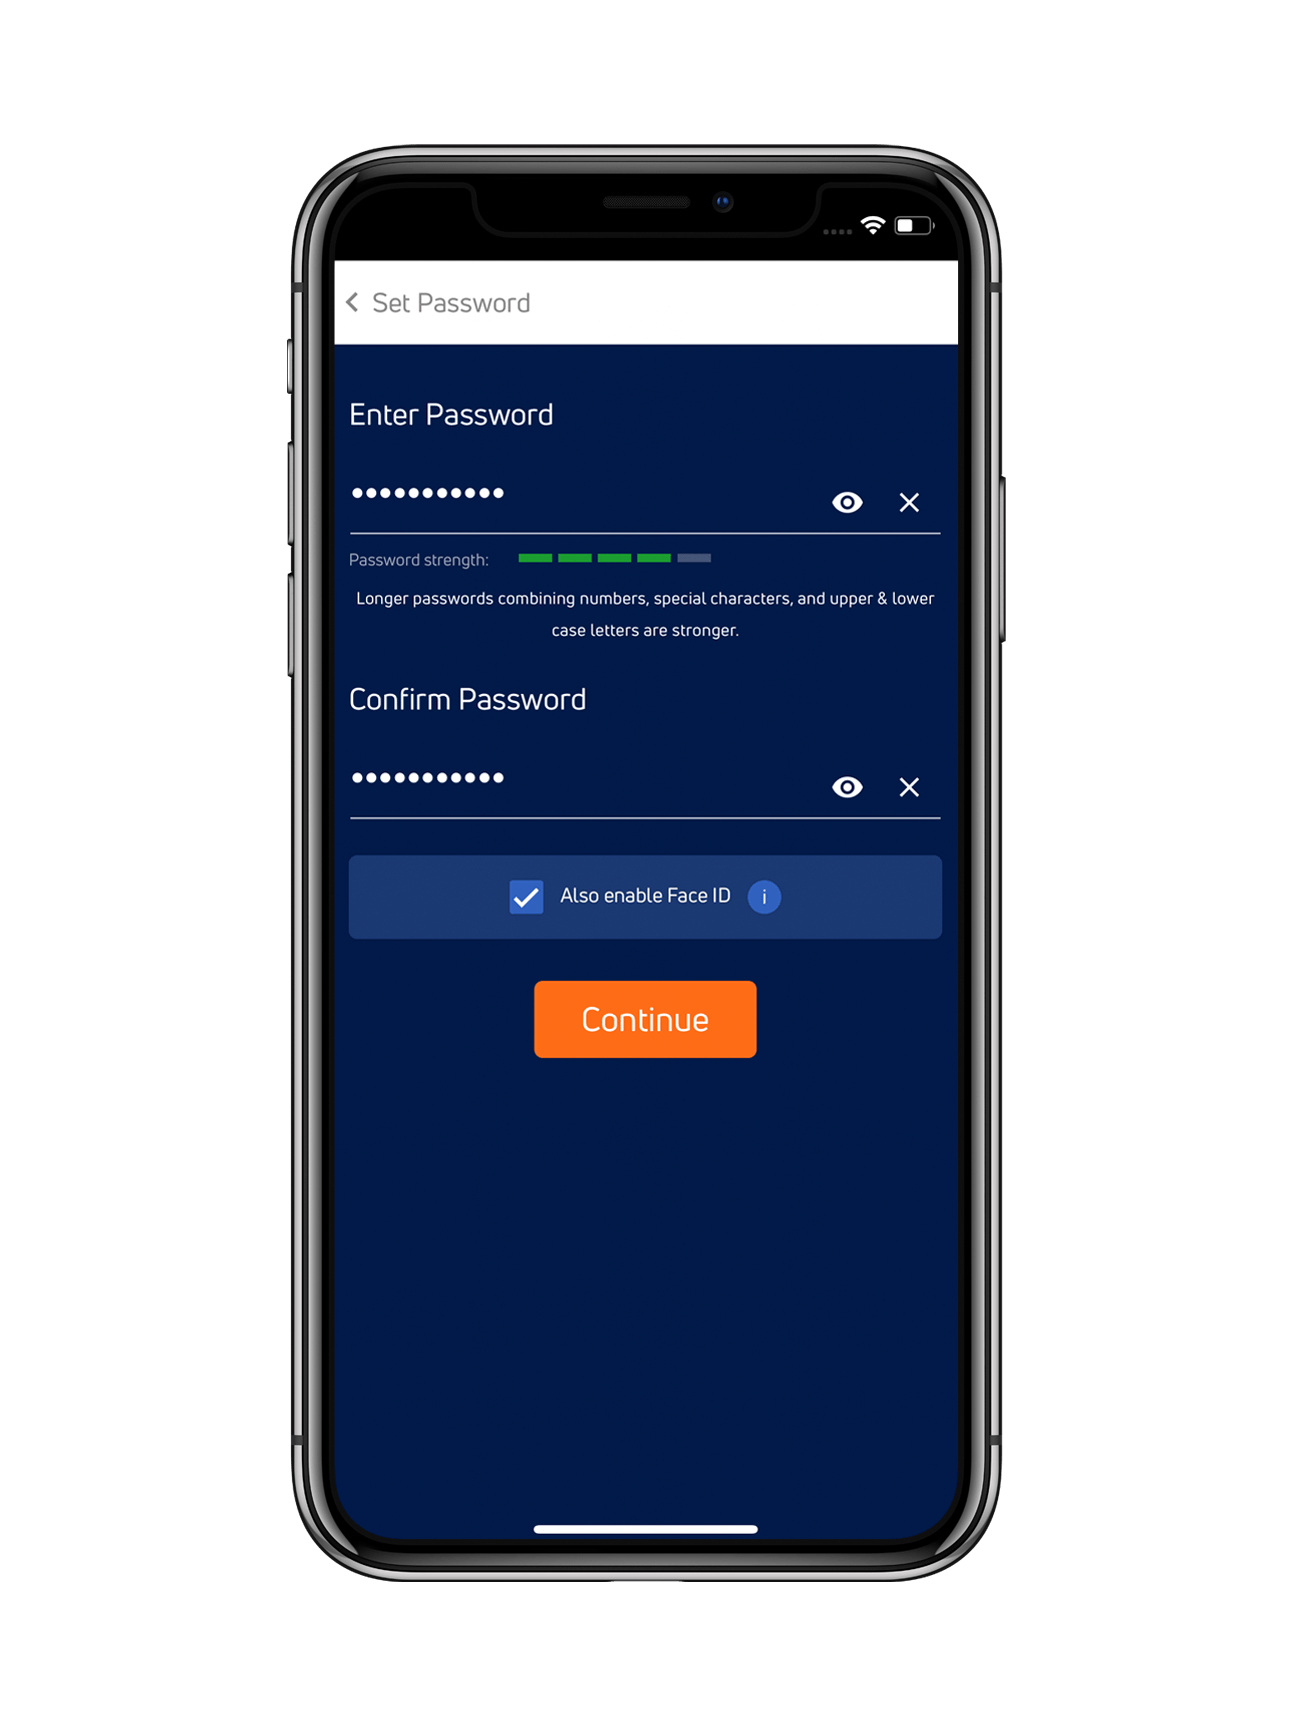 Set Password
Enter Password
•••••••••••
Password strength:
Longer passwords combining numbers, special characters, and upper & lower
case letters are stronger.
Confirm Password
•••••••••••
Also enable Face ID i
Continue